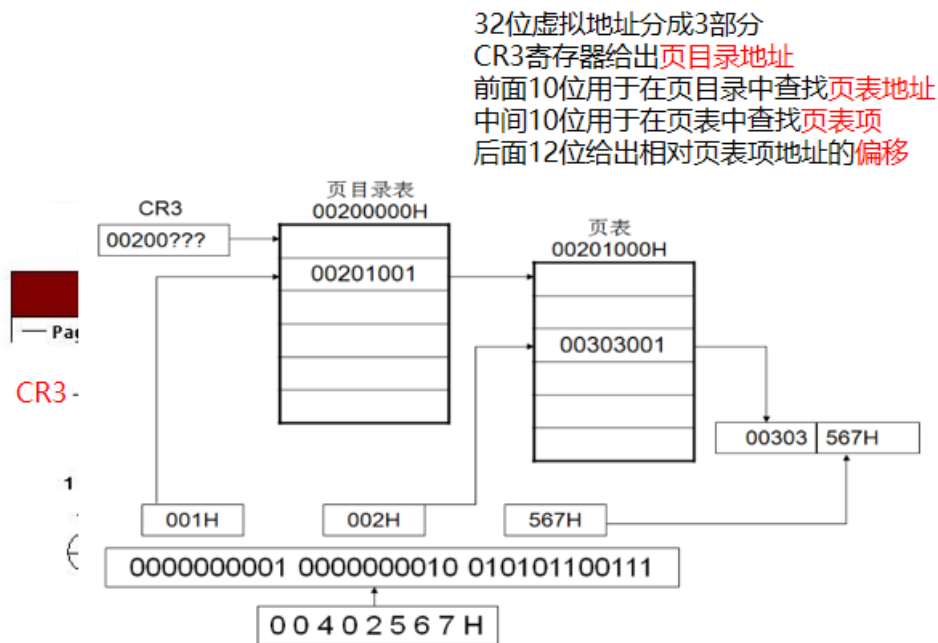 32位虚拟地址分成3部分
CR3寄存器给出页目录地址
前面10位用于在页目录中查找页表地址
中间10位用于在页表中查找页表项
后面12位给出相对页表项地址的偏移
页目录表
00200000H
CR3
00200???
页表
00201000H
00201001
— Pag
00303001
CR3 -
00303 567H
1
001H 002H 567H
0000000001 0000000010 010101100111
00402567H